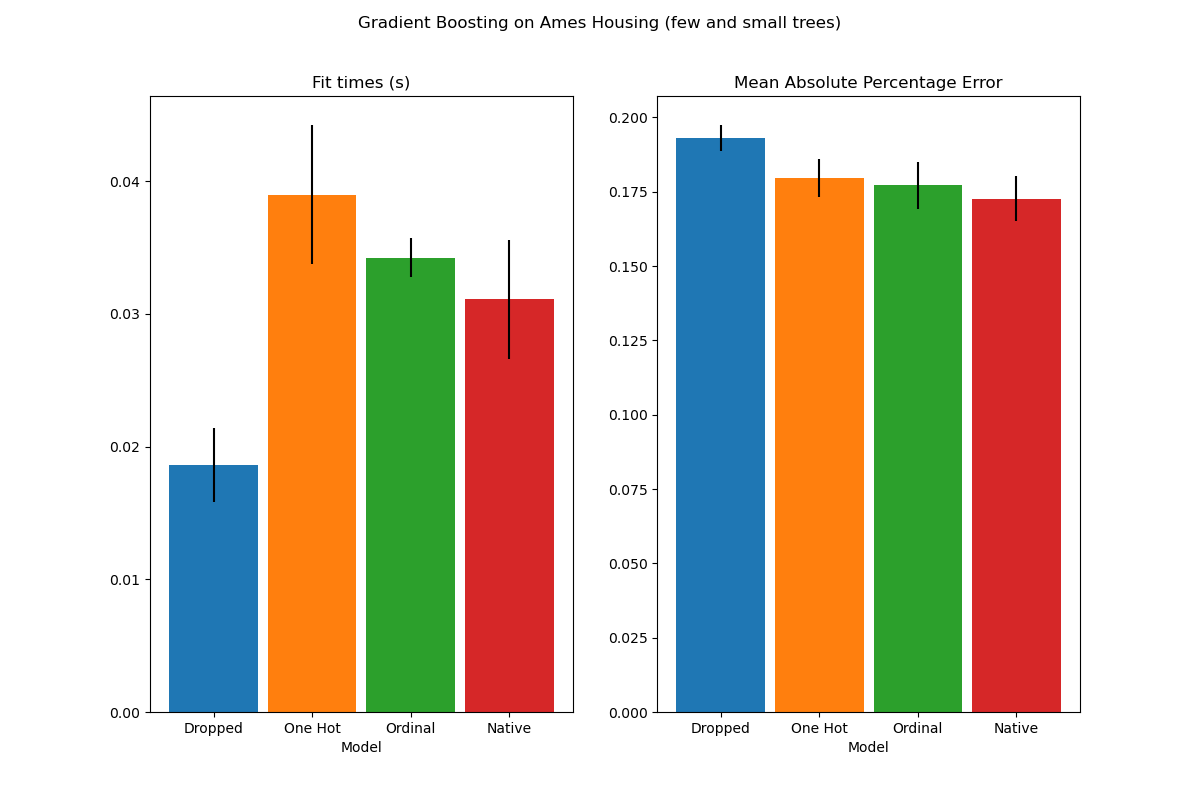 Gradient Boosting on Ames Housing (few and small trees)
Fit times (s)
0.04
0.03
0.02
0.01
0.00
Dropped
One Hot
Ordinal
Native
Model
Mean Absolute Percentage Error
0.200
0.175
0.150
0.125
0.100
0.075
0.050
0.025
0.000
Dropped
One Hot
Ordinal
Native
Model